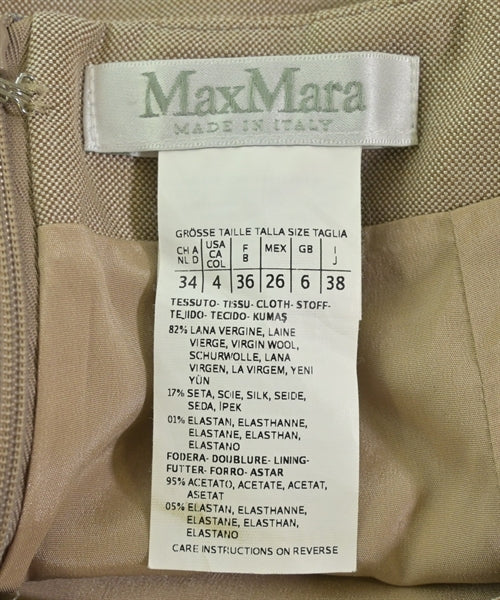 MaxMara
MADE IN ITALY
GRÖSSE TAILLE TALLA SIZE TAGLIA
CH A NL D USA CA COL F B MEX GB I J
34 4 36 26 6 38
TESSUTO-TISSU-CLOTH-STOFF-
TEJIDO-TECIDO-KUMAŞ
82% LANA VERGINE, LAINE
VIERGE, VIRGIN WOOL,
SCHURWOLLE, LANA
VIRGEN, LA VIRGEM, YENI
YÜN
17% SETA, SOIE, SILK, SEIDE,
SEDA, İPEK
01% ELASTAN, ELASTHANNE,
ELASTANE, ELASTHAN,
ELASTANO
FODERA-DOUBLURE-LINING-
FUTTER-FORRO-ASTAR
95% ACETATO, ACETATE, ACETAT,
ASETAT
05% ELASTAN, ELASTHANNE,
ELASTANE, ELASTHAN,
ELASTANO
CARE INSTRUCTIONS ON REVERSE